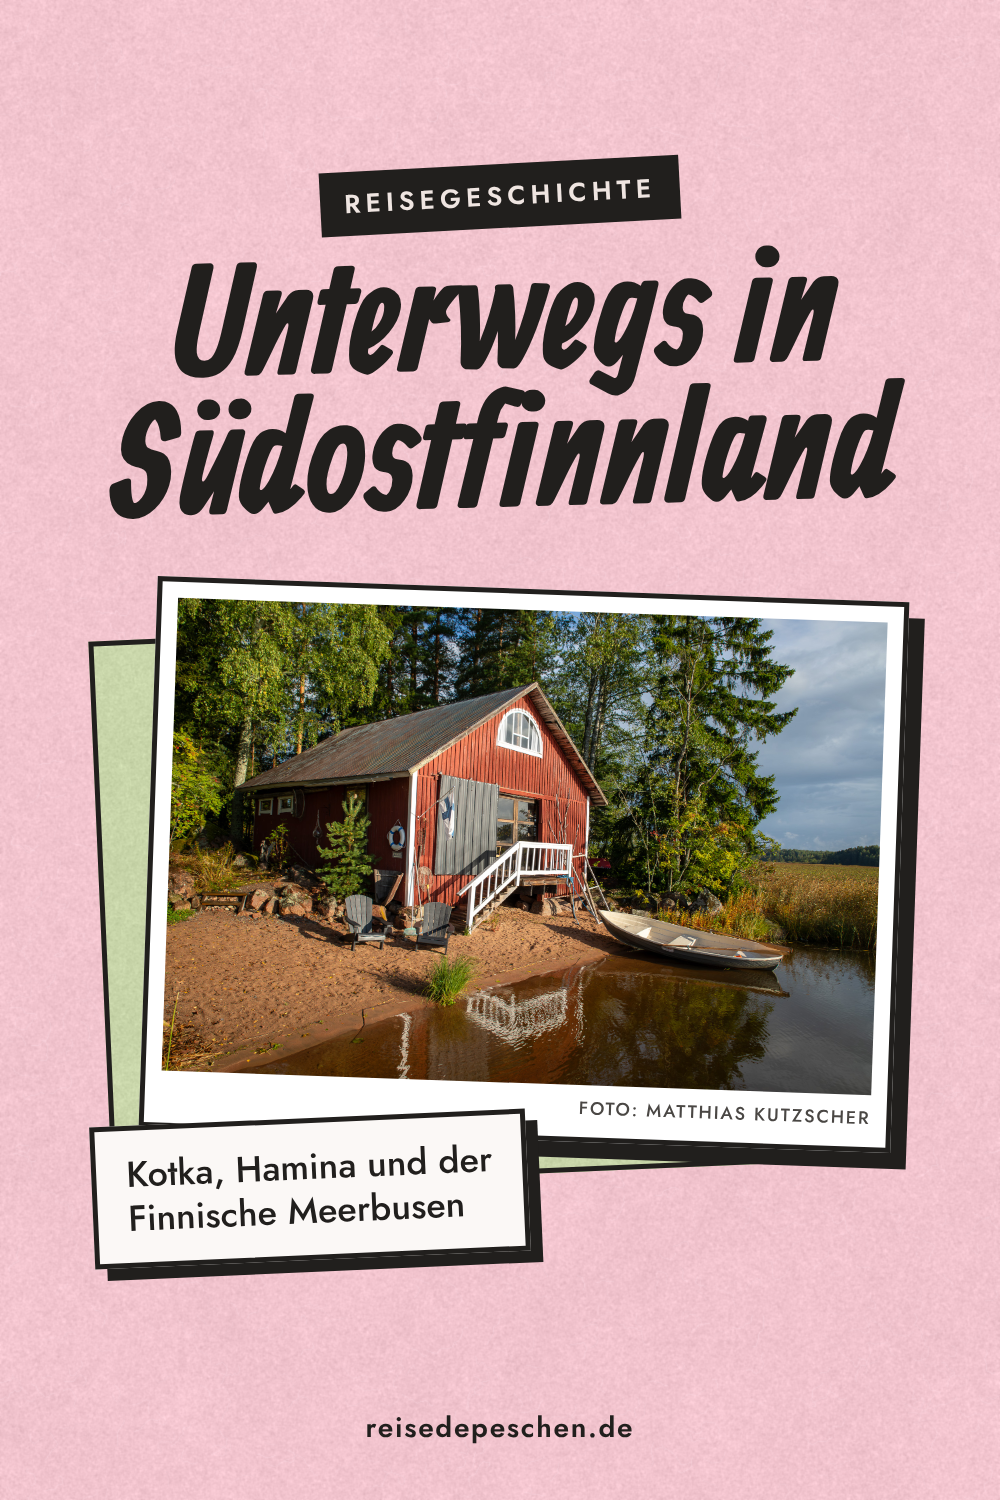 REISEGESCHICHTE
Unterwegs in
Südostfinnland
FOTO: MATTHIAS KUTZSCHER
Kotka, Hamina und der
Finnische Meerbusen
reisedepeschen.de